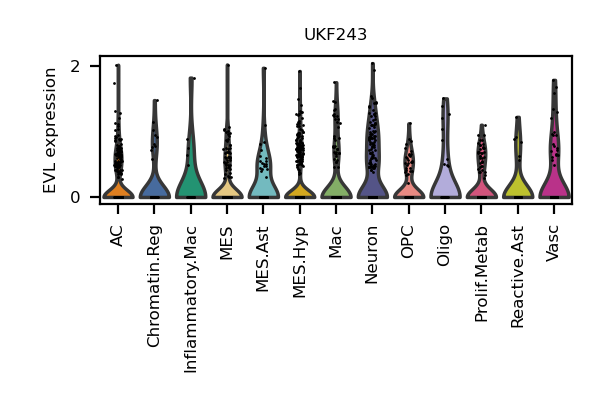 UKF243
EVL expression
2
0
AC
Chromatin.Reg
Inflammatory.Mac
MES
MES.Ast
MES.Hyp
Mac
Neuron
OPC
Oligo
Prolif.Metab
Reactive.Ast
Vasc